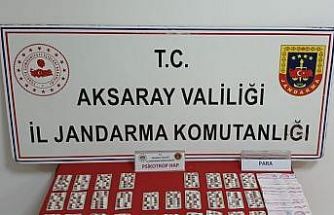 T.C.
AKSARAY VALİLİĞİ
İL JANDARMA KOMUTANLIĞI
PSİKOTROP HAP
PARA